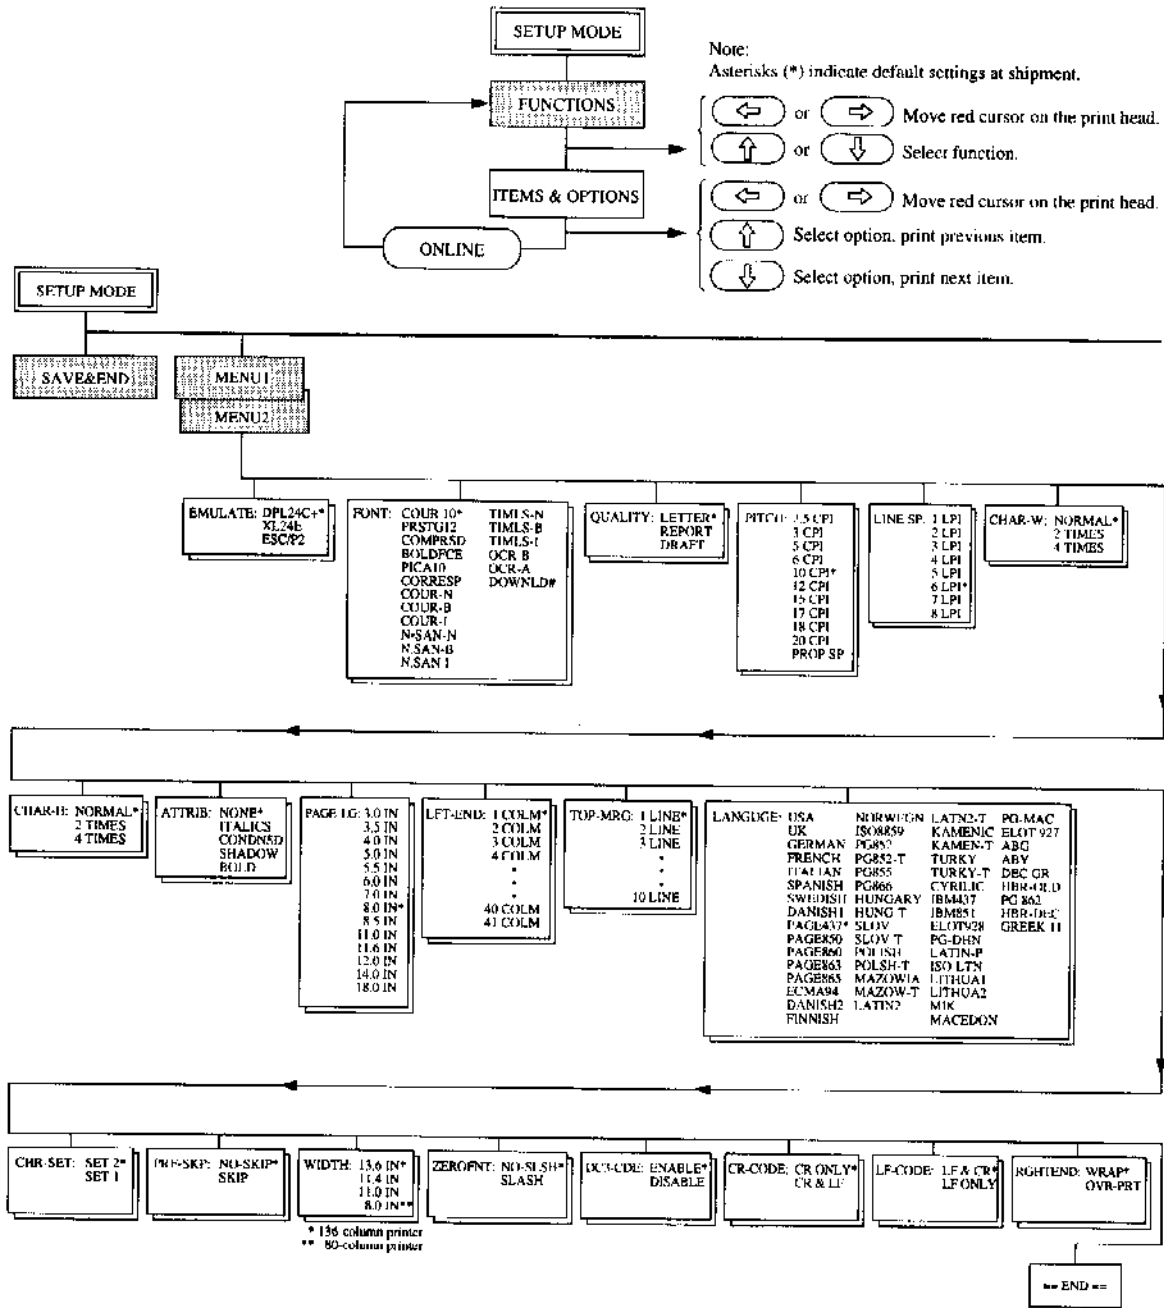 SETUP MODE
FUNCTIONS
ITEMS & OPTIONS
ONLINE
Note:
Asterisks (*) indicate default settings at shipment.
or Move red cursor on the print head.
or Select function.
or Move red cursor on the print head.
Select option, print previous item.
Select option, print next item.
SETUP MODE
SAVE&END
MENU1
MENU2
EMULATE: DPL24C+*
XL24E
ESC/P2
FONT: COUR 10* TIMLS-N
PRSTG12 TIMLS-B
COMPRSD TIMLS-I
BOLDFCE OCR-B
PICA10 OCR-A
CORRESP DOWNLD#
COUR-N
COUR-B
COUR-I
N-SAN-N
N.SAN-B
N.SAN I
QUALITY: LETTER*
REPORT
DRAFT
PITCH: 2.5 CPI
3 CPI
5 CPI
6 CPI
10 CPI*
12 CPI
15 CPI
17 CPI
18 CPI
20 CPI
PROP SP
LINE SP. 1 LPI
2 LPI
3 LPI
4 LPI
5 LPI
6 LPI*
7 LPI
8 LPI
CHAR-W: NORMAL*
2 TIMES
4 TIMES
CHAR-H: NORMAL*
2 TIMES
4 TIMES
ATTRIB: NONE*
ITALICS
CONDNSD
SHADOW
BOLD
PAGE LG: 3.0 IN
3.5 IN
4.0 IN
5.0 IN
5.5 IN
6.0 IN
7.0 IN
8.0 IN*
8.5 IN
11.0 IN
11.6 IN
12.0 IN
14.0 IN
18.0 IN
LFT-END: 1 COLM*
2 COLM
3 COLM
4 COLM
*
*
*
40 COLM
41 COLM
TOP-MRG: 1 LINE*
2 LINE
3 LINE
*
*
*
10 LINE
LANGUGE: USA NORWEGN LATN2-T PG-MAC
UK ISO8859 KAMENIC ELOT 927
GERMAN PG852 KAMEN-T ABG
FRENCH PG852-T TURKY ABY
ITALIAN PG855 TURKY-T DEC GR
SPANISH PG866 CYRILIC HBR-OLD
SWEDISH HUNGARY IBM437 PG 862
DANISH1 HUNG T IBM851 HBR-DEC
PAGE437* SLOV ELOT928 GREEK 11
PAGE850 SLOV T PG-DHN
PAGE860 POLISH LATIN-P
PAGE863 POLSH-T ISO LTN
PAGE865 MAZOWIA LITHUA1
ECMA94 MAZOW-T LITHUA2
DANISH2 LATIN2 MIK
FINNISH MACEDON
CHR-SET: SET 2*
SET 1
PRF-SKP: NO-SKIP*
SKIP
WIDTH: 13.6 IN*
11.4 IN
11.0 IN
8.0 IN**
* 136 column printer
** 80-column printer
ZEROFNT: NO-SLSH*
SLASH
DC3-CDE: ENABLE*
DISABLE
CR-CODE: CR ONLY*
CR & LF
LF-CODE: LF & CR*
LF ONLY
RGHTEND: WRAP*
OVR-PRT
== END ==